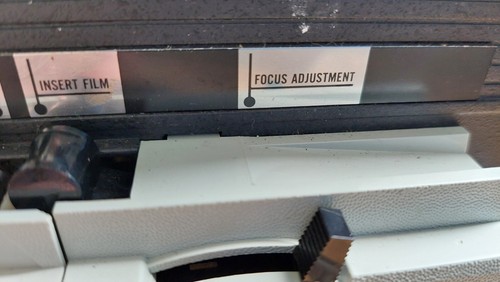 INSERT FILM
FOCUS ADJUSTMENT